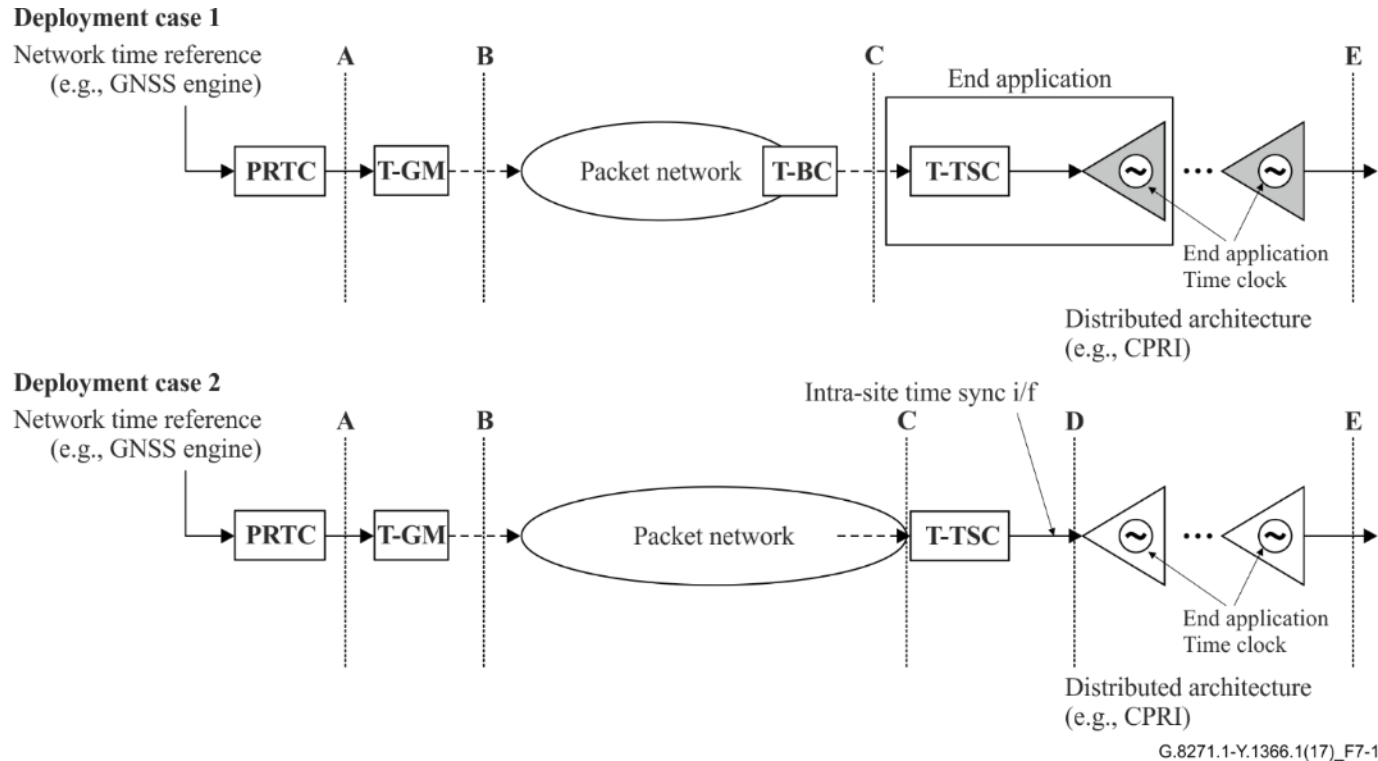 Deployment case 1
Network time reference
(e.g., GNSS engine)
A
B
C
E
End application
PRTC
T-GM
Packet network
T-BC
T-TSC
End application
Time clock
Distributed architecture
(e.g., CPRI)
Deployment case 2
Network time reference
(e.g., GNSS engine)
Intra-site time sync i/f
A
B
C
D
E
PRTC
T-GM
Packet network
T-TSC
End application
Time clock
Distributed architecture
(e.g., CPRI)
G.8271.1-Y.1366.1(17)_F7-1